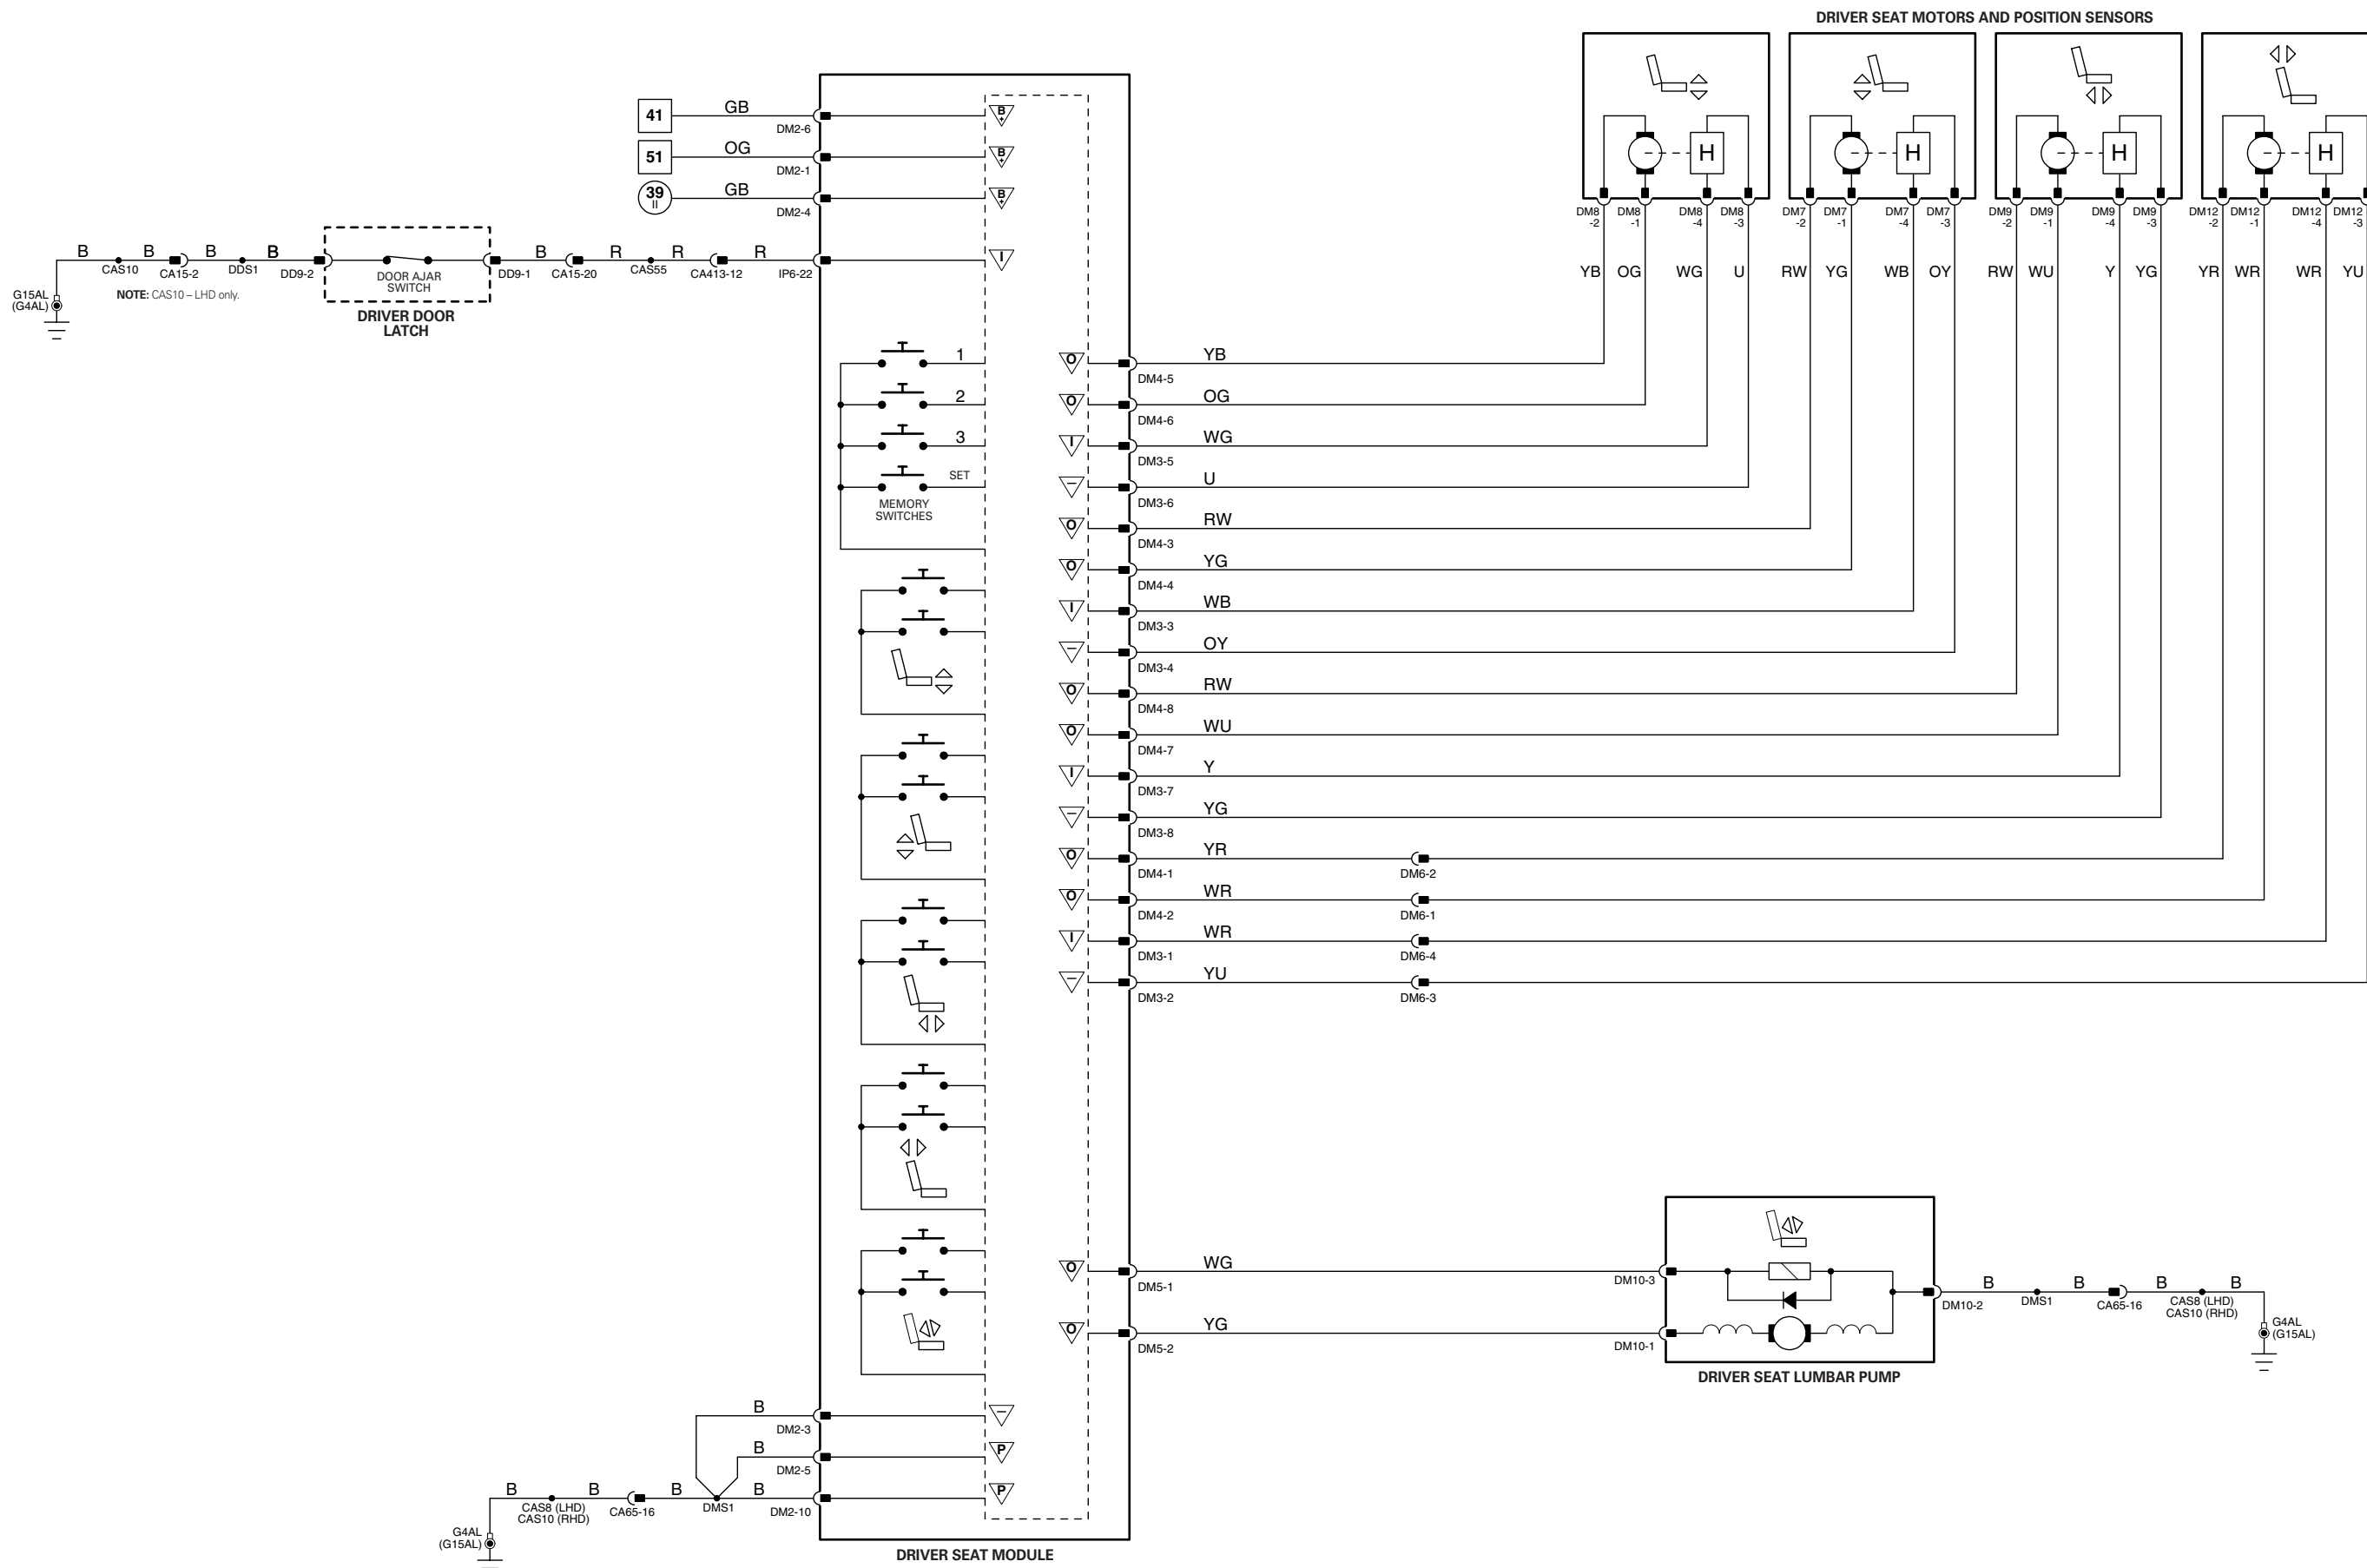 DRIVER SEAT MOTORS AND POSITION SENSORS
H H H H
DM8 -2 DM8 -1 DM8 -4 DM8 -3 DM7 -2 DM7 -1 DM7 -4 DM7 -3 DM9 -2 DM9 -1 DM9 -4 DM9 -3 DM12 -2 DM12 -1 DM12 -4 DM12 -3
YB OG WG U RW YG WB OY RW WU Y YG YR WR WR YU
41 GB DM2-6 B+
51 OG DM2-1 B+
39 II GB DM2-4 B+
B B B B B R R R I
CAS10 CA15-2 DDS1 DD9-2 DD9-1 CA15-20 CAS55 CA413-12 IP6-22
DOOR AJAR
SWITCH
G15AL
(G4AL)
NOTE: CAS10 – LHD only.
DRIVER DOOR
LATCH
1
2
3
SET
MEMORY
SWITCHES
O YB
DM4-5
O OG
DM4-6
I WG
DM3-5
– U
DM3-6
O RW
DM4-3
O YG
DM4-4
I WB
DM3-3
– OY
DM3-4
O RW
DM4-8
O WU
DM4-7
I Y
DM3-7
– YG
DM3-8
O YR
DM4-1 DM6-2
O WR
DM4-2 DM6-1
I WR
DM3-1 DM6-4
– YU
DM3-2 DM6-3
O WG
DM5-1 DM10-3
O YG
DM5-2 DM10-1
DRIVER SEAT LUMBAR PUMP
B B B B
DM10-2 DMS1 CA65-16 CAS8 (LHD)
CAS10 (RHD)
G4AL
(G15AL)
B –
DM2-3
B P
DM2-5
B B B B P
CAS8 (LHD)
CAS10 (RHD)
CA65-16 DMS1 DM2-10
G4AL
(G15AL)
DRIVER SEAT MODULE